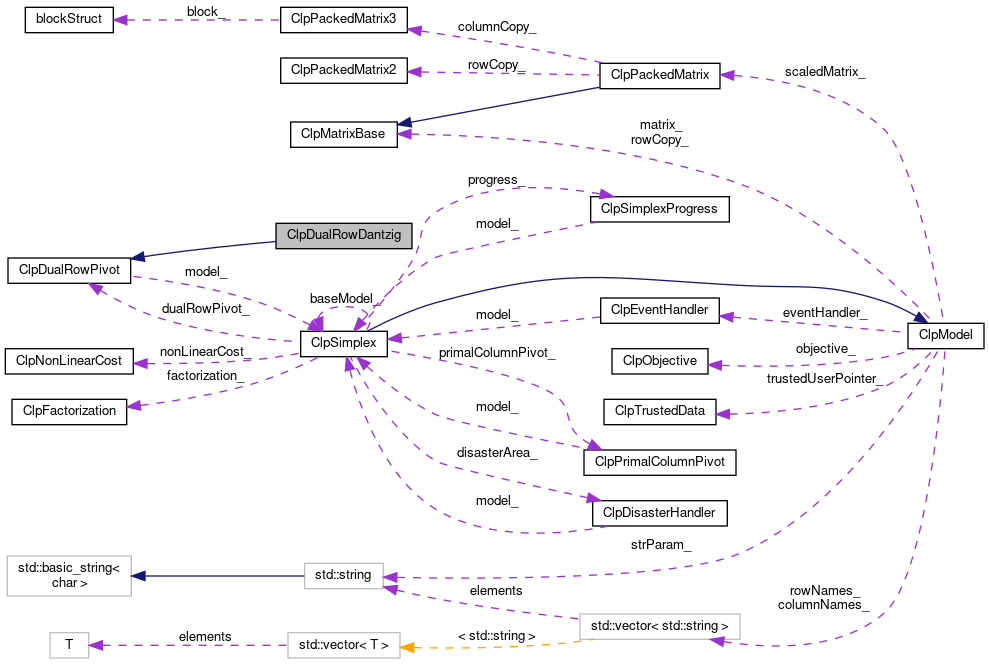 blockStruct
block_
ClpPackedMatrix3
columnCopy_
ClpPackedMatrix2
rowCopy_
ClpPackedMatrix
scaledMatrix_
ClpMatrixBase
matrix_
rowCopy_
progress_
ClpSimplexProgress
model_
ClpDualRowDantzig
ClpDualRowPivot
model_
dualRowPivot_
baseModel_
ClpSimplex
model_
ClpEventHandler
eventHandler_
ClpModel
ClpNonLinearCost
nonLinearCost_
primalColumnPivot_
ClpObjective
objective_
factorization_
trustedUserPointer_
ClpFactorization
model_
ClpTrustedData
disasterArea_
ClpPrimalColumnPivot
model_
ClpDisasterHandler
strParam_
std::basic_string<
char >
std::string
elements
rowNames_
columnNames_
T
elements
std::vector< T >
< std::string >
std::vector< std::string >